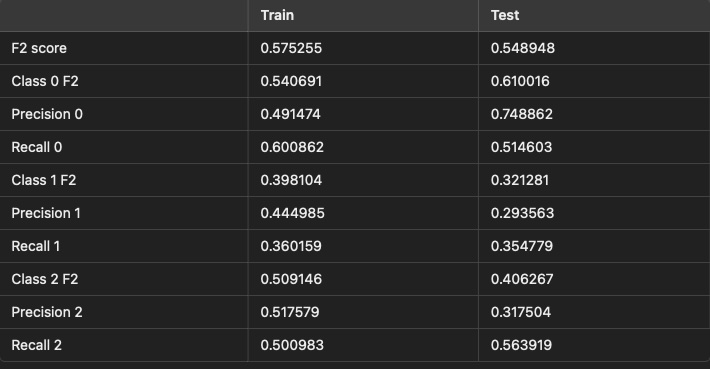 Train Test
F2 score 0.575255 0.548948
Class 0 F2 0.540691 0.610016
Precision 0 0.491474 0.748862
Recall 0 0.600862 0.514603
Class 1 F2 0.398104 0.321281
Precision 1 0.444985 0.293563
Recall 1 0.360159 0.354779
Class 2 F2 0.509146 0.406267
Precision 2 0.517579 0.317504
Recall 2 0.500983 0.563919